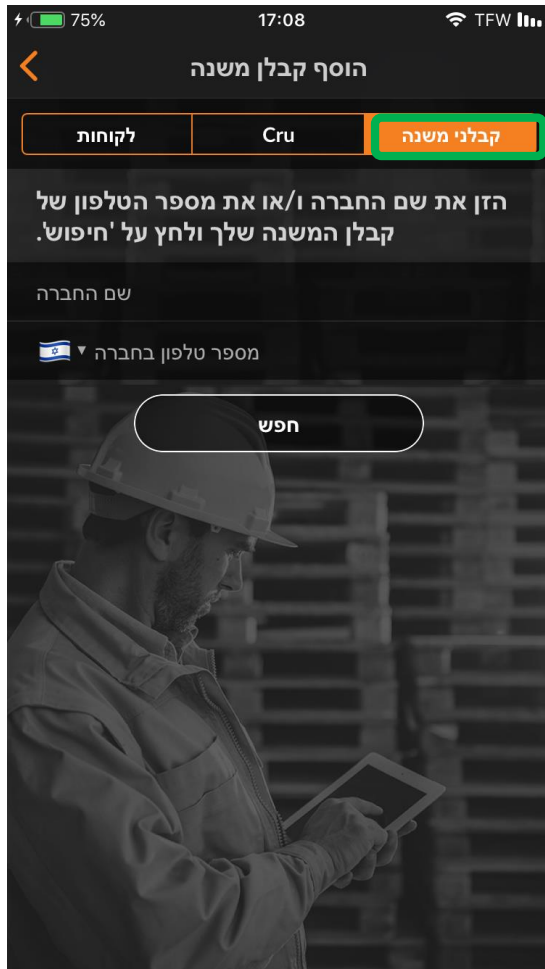 75% 17:08 TFW
הוסף קבלן משנה
קבלני משנה Cru לקוחות
הזן את שם החברה ו/או את מספר הטלפון של
קבלן המשנה שלך ולחץ על 'חיפוש'.
שם החברה
מספר טלפון בחברה
חפש